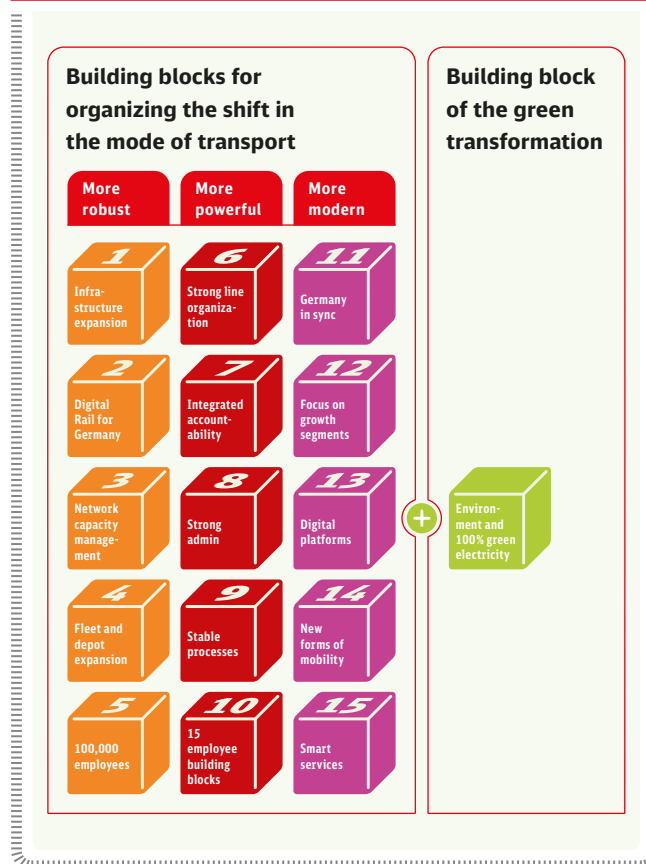 Building blocks for
organizing the shift in
the mode of transport
Building block
of the green
transformation
More
robust
More
powerful
More
modern
1
Infra-
structure
expansion
6
Strong line
organiza-
tion
11
Germany
in sync
2
Digital
Rail for
Germany
7
Integrated
account-
ability
12
Focus on
growth
segments
3
Network
capacity
manage-
ment
8
Strong
admin
13
Digital
platforms
+
Environ-
ment and
100% green
electricity
4
Fleet and
depot
expansion
9
Stable
processes
14
New
forms of
mobility
5
100,000
employees
10
15
employee
building
blocks
15
Smart
services